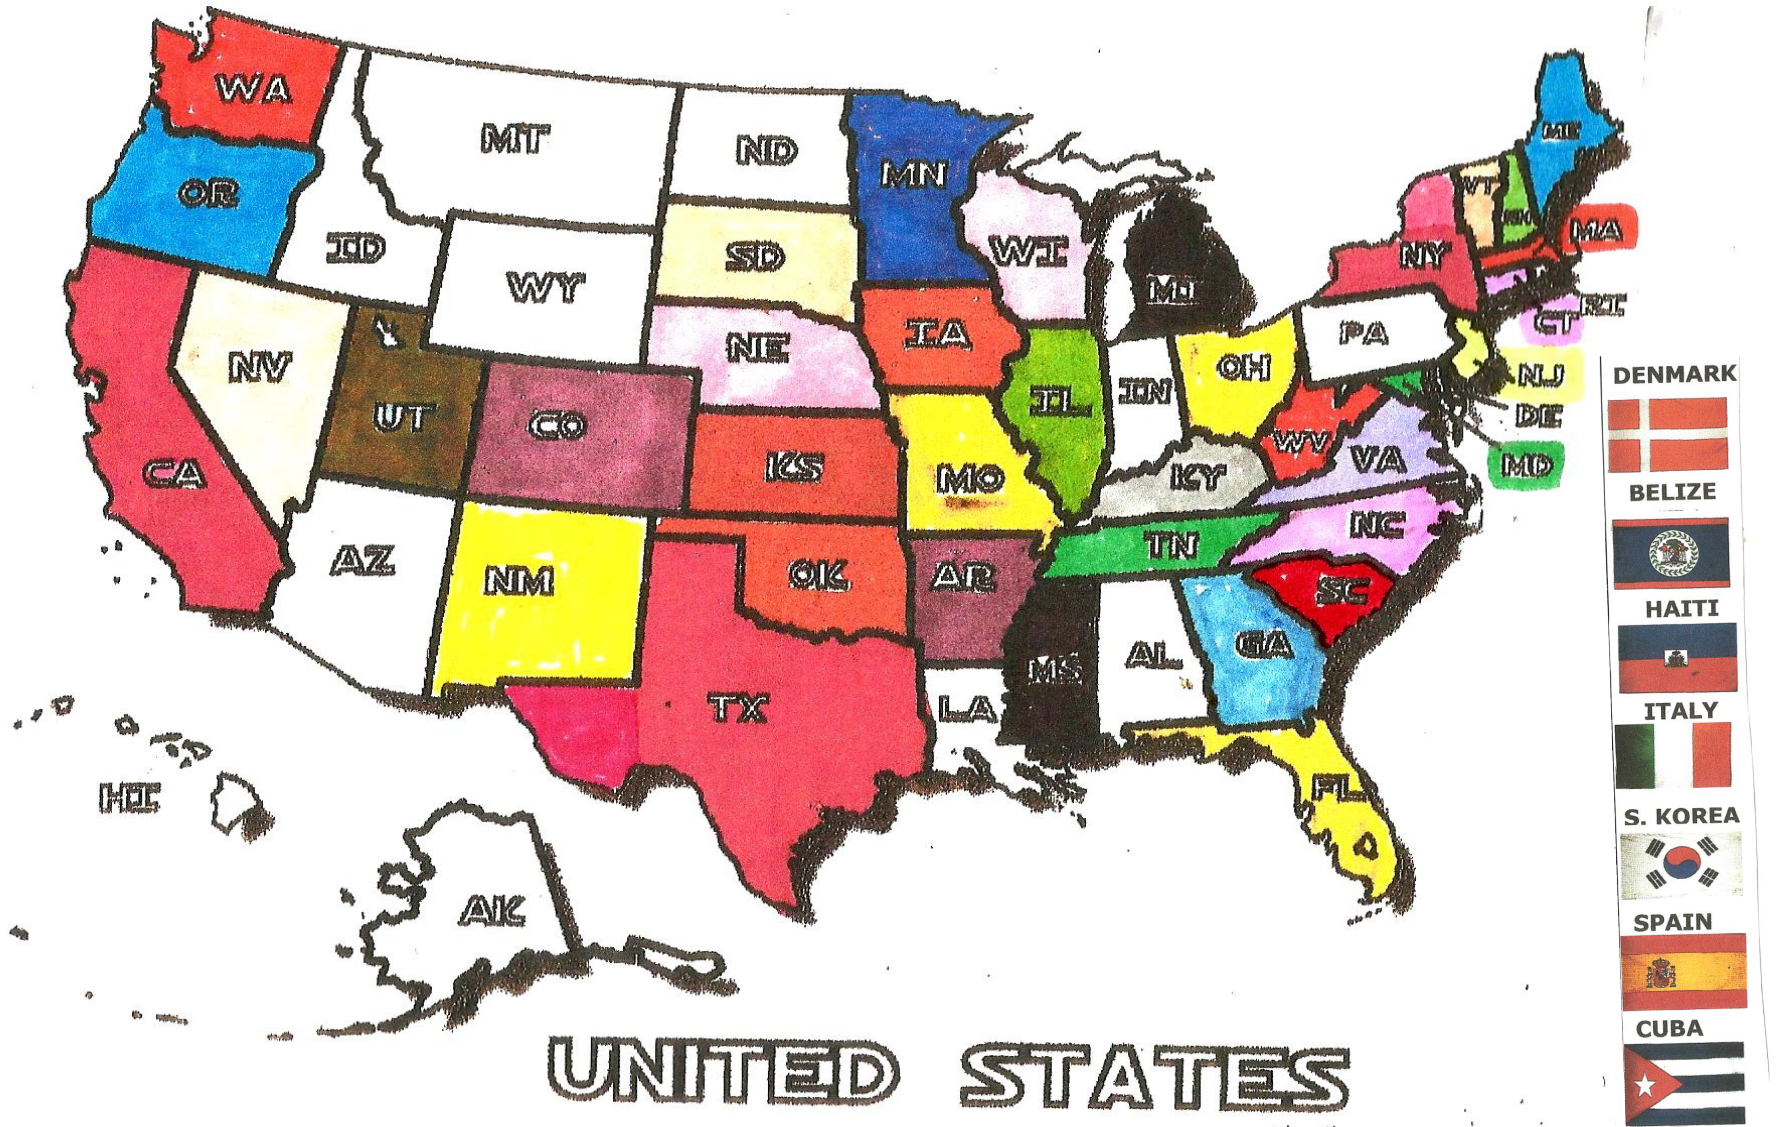 WA
MT
ND
MN
ME
OR
ID
SD
WI
VT
NH
MA
WY
MI
NY
NV
NE
IA
PA
CT
RI
UT
CO
IL
IN
OH
NJ
DE
CA
KS
MO
KY
WV
VA
MD
AZ
NM
OK
AR
TN
NC
SC
TX
LA
MS
AL
GA
FL
HI
AK
UNITED STATES
DENMARK
BELIZE
HAITI
ITALY
S. KOREA
SPAIN
CUBA